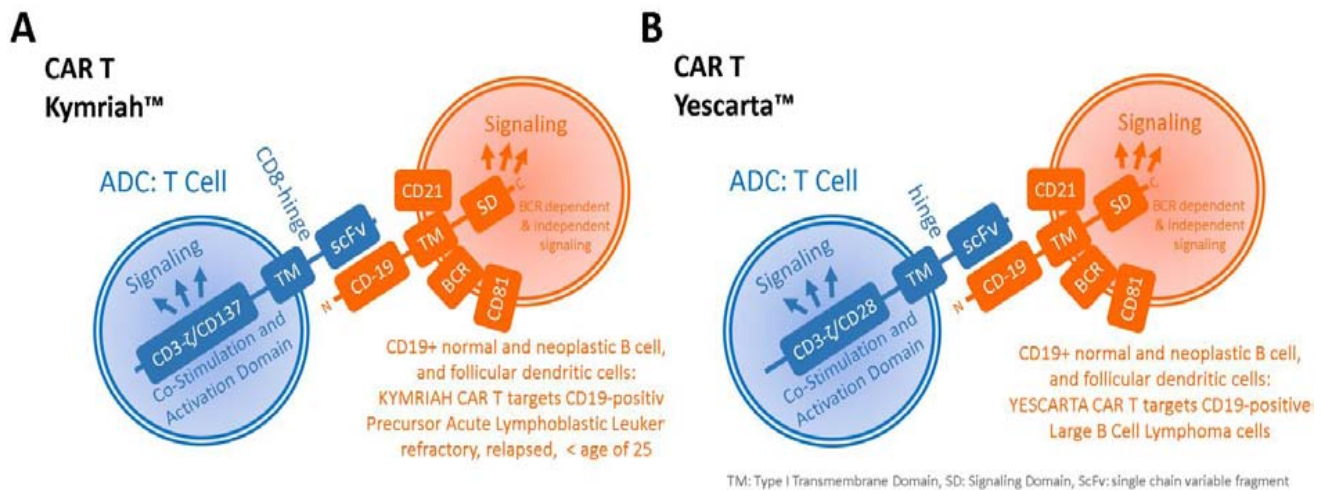 A
CAR T
Kymriah™
ADC: T Cell
CD8-hinge
Signaling
CD3-ζ/CD137
Co-Stimulation and
Activation Domain
TM
scFv
N
CD-19
TM
CD21
BCR
CD81
SD
C
Signaling
BCR dependent
& independent
signaling
CD19+ normal and neoplastic B cell,
and follicular dendritic cells:
KYMRIAH CAR T targets CD19-positiv
Precursor Acute Lymphoblastic Leuker
refractory, relapsed, < age of 25
B
CAR T
Yescarta™
ADC: T Cell
hinge
Signaling
CD3-ζ/CD28
Co-Stimulation and
Activation Domain
TM
scFv
N
CD-19
TM
CD21
BCR
CD81
SD
C
Signaling
BCR dependent
& independent
signaling
CD19+ normal and neoplastic B cell,
and follicular dendritic cells:
YESCARTA CAR T targets CD19-positive
Large B Cell Lymphoma cells
TM: Type I Transmembrane Domain, SD: Signaling Domain, ScFv: single chain variable fragment